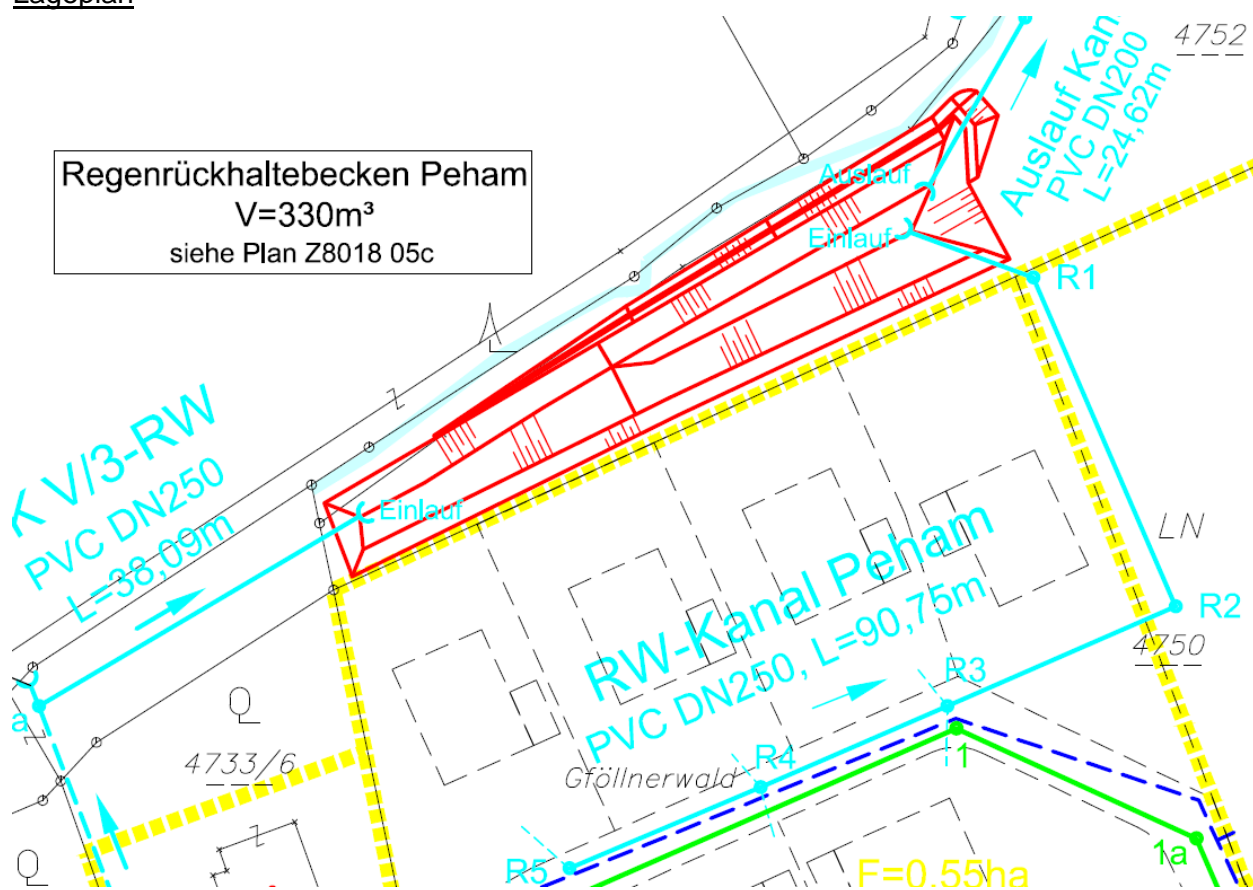 Lageplan
4752
Auslauf Kan
PVC DN200
L=24,62m
Regenrückhaltebecken Peham
V=330m³
siehe Plan Z8018 05c
Auslauf
Einlauf
R1
K V/3-RW
PVC DN250
L=38,09m
Einlauf
LN
RW-Kanal Peham
PVC DN250, L=90,75m
R2
4750
R3
a
4733/6
Gföllnerwald
R4
1
R5
1a
F=0,55ha